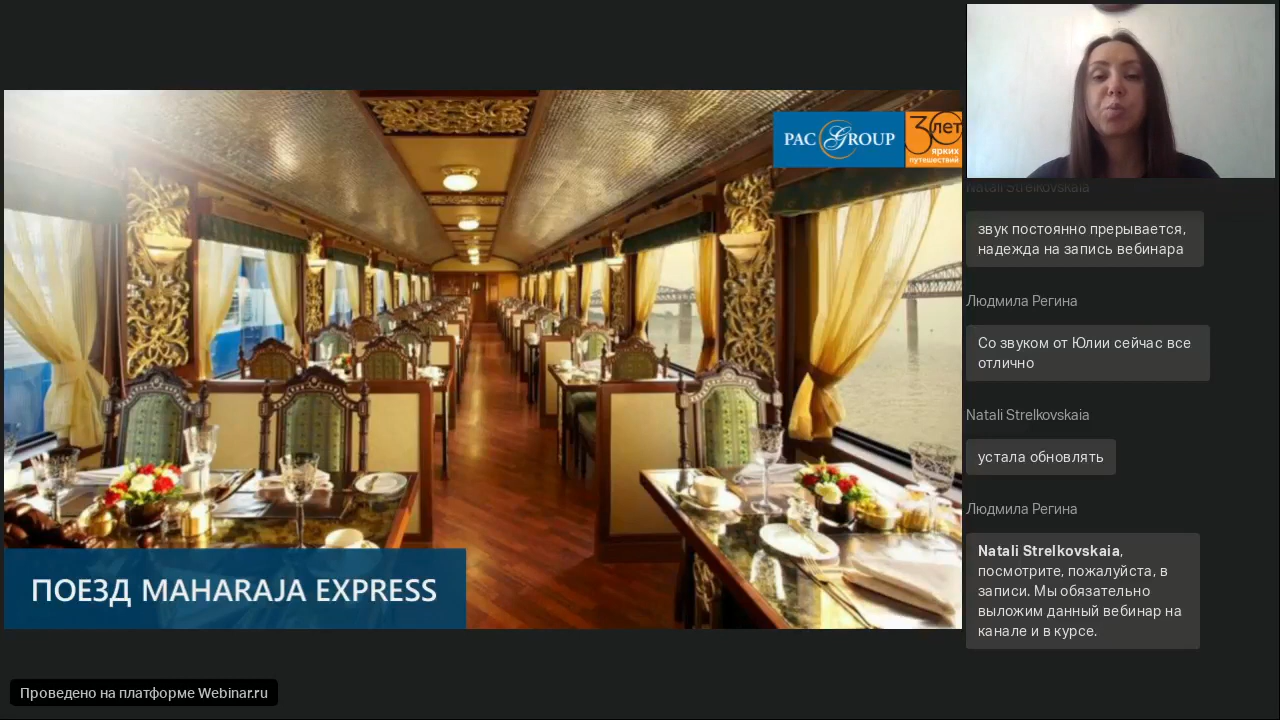 PAC GROUP
30 лет
ярких
путешествий
ПОЕЗД MAHARAJA EXPRESS
Natali Strelkovskaia
звук постоянно прерывается,
надежда на запись вебинара
Людмила Регина
Со звуком от Юлии сейчас все
отлично
Natali Strelkovskaia
устала обновлять
Людмила Регина
Natali Strelkovskaia,
посмотрите, пожалуйста, в
записи. Мы обязательно
выложим данный вебинар на
канале и в курсе.
Проведено на платформе Webinar.ru